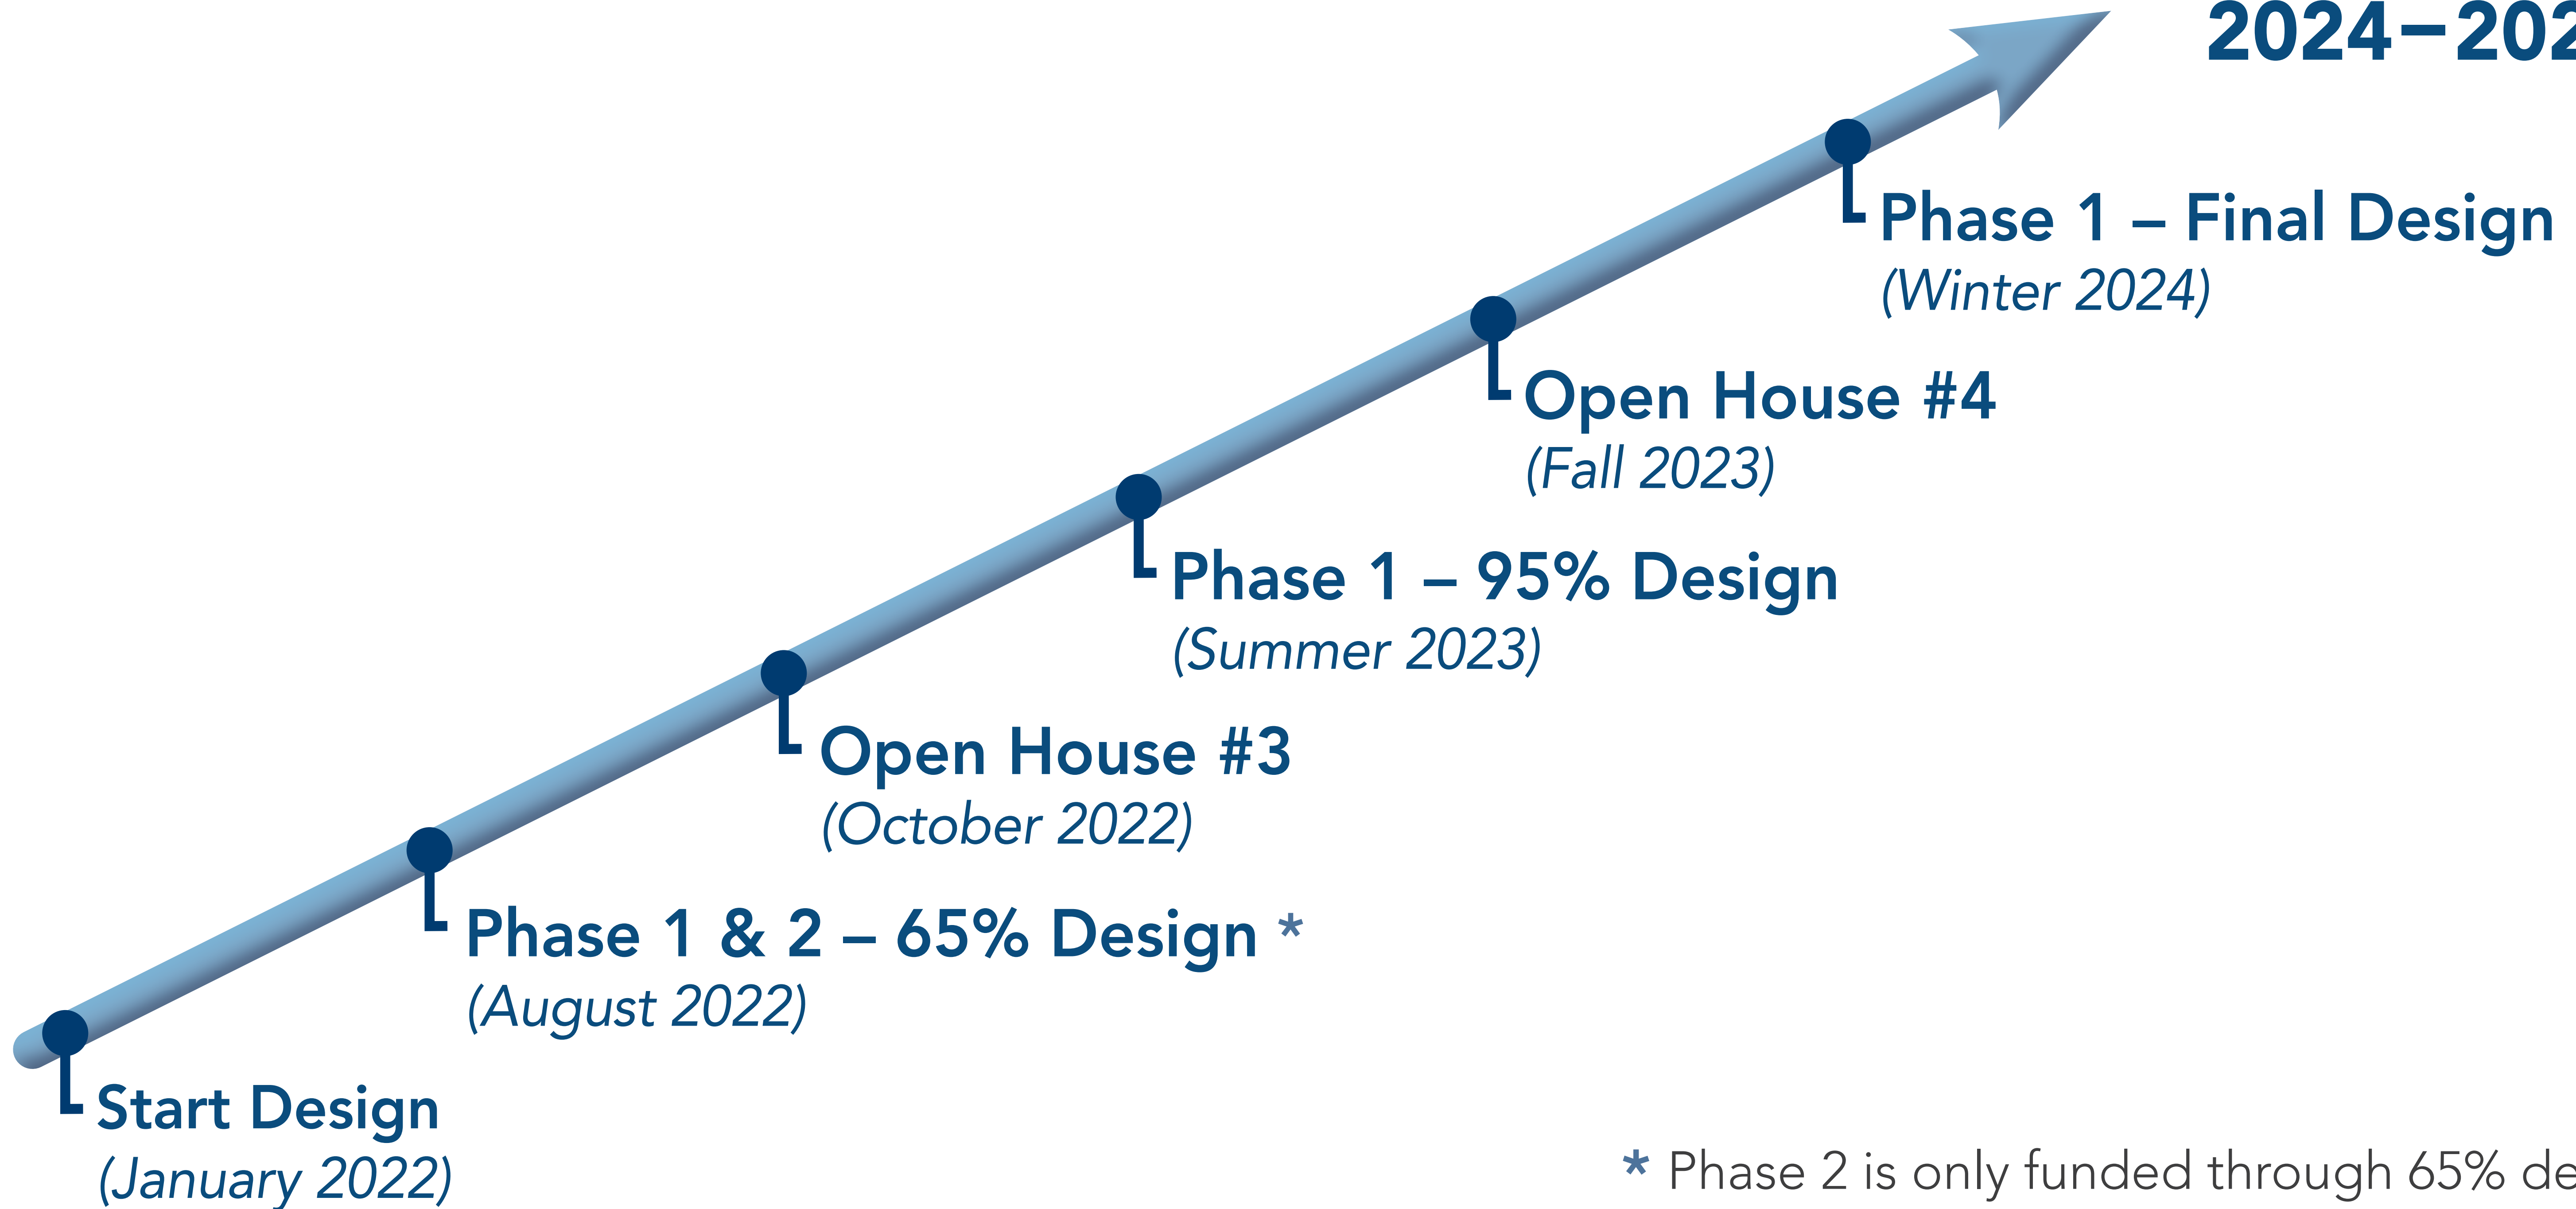 2024–202
Phase 1 – Final Design
(Winter 2024)
Open House #4
(Fall 2023)
Phase 1 – 95% Design
(Summer 2023)
Open House #3
(October 2022)
Phase 1 & 2 – 65% Design *
(August 2022)
Start Design
(January 2022)
* Phase 2 is only funded through 65% de